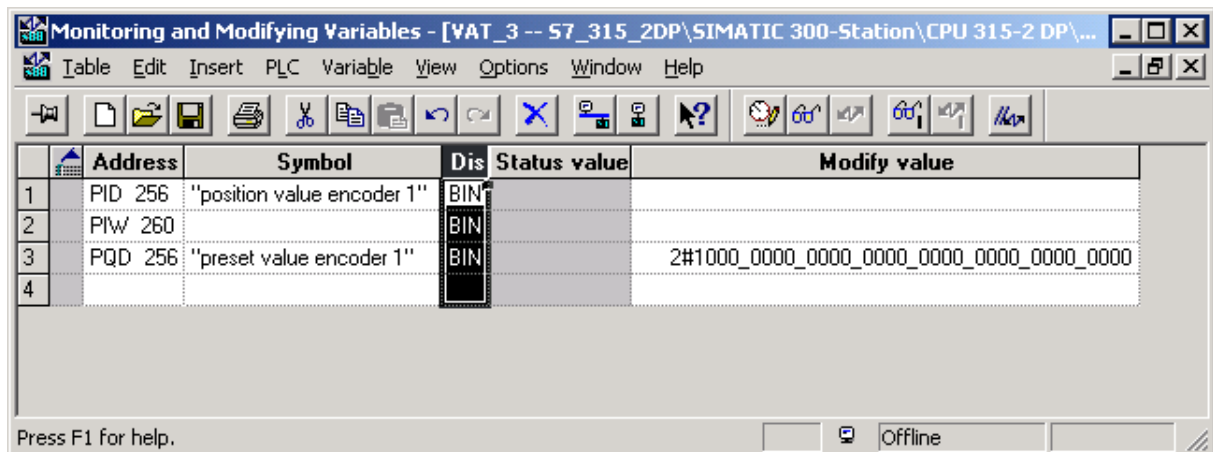 Monitoring and Modifying Variables - [VAT_3 -- S7_315_2DP\SIMATIC 300-Station\CPU 315-2 DP\...
Table Edit Insert PLC Variable View Options Window Help
Address Symbol Dis Status value Modify value
1 PID 256 "position value encoder 1" BIN
2 PIW 260 BIN
3 PQD 256 "preset value encoder 1" BIN 2#1000_0000_0000_0000_0000_0000_0000_0000
4
Press F1 for help. Offline